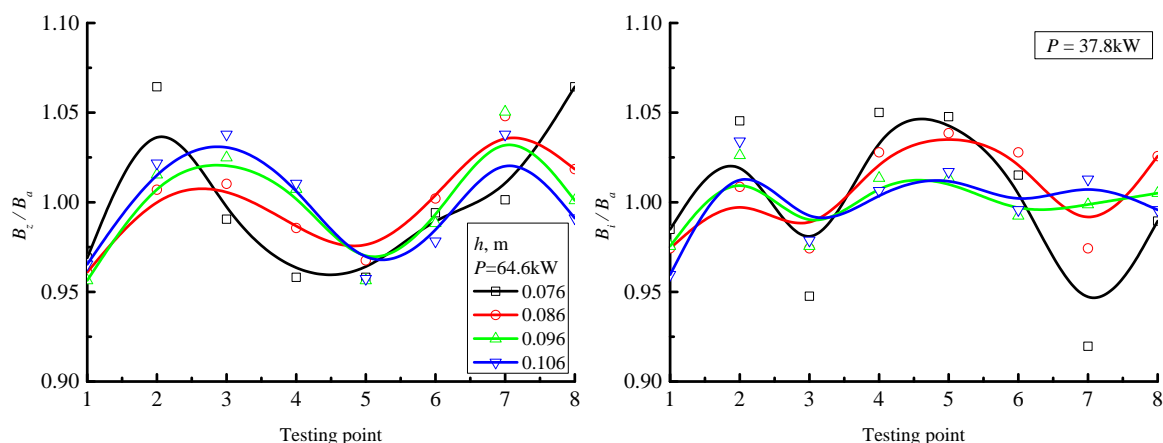 1.10
1.05
1.00
0.95
0.90
B_z / B_a
1 2 3 4 5 6 7 8
Testing point
h, m
P=64.6kW
0.076
0.086
0.096
0.106
1.10
1.05
1.00
0.95
0.90
B_i / B_a
1 2 3 4 5 6 7 8
Testing point
P = 37.8kW